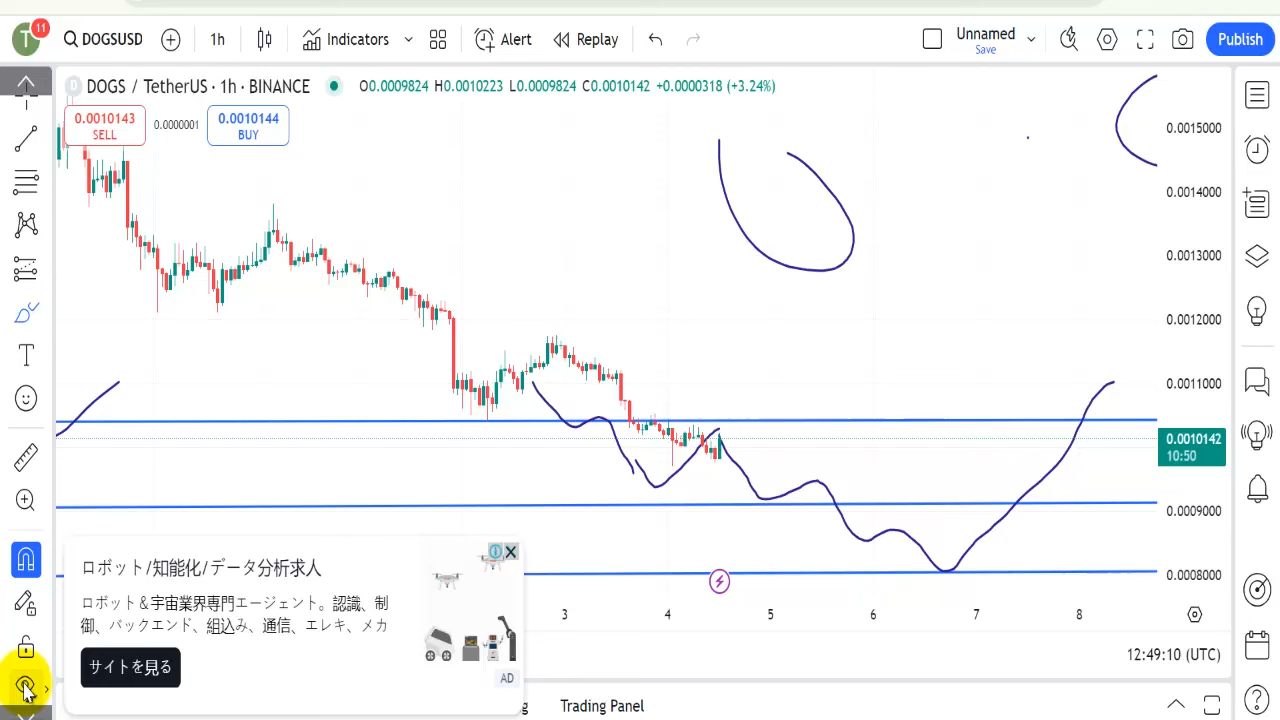 T
11
DOGSUSD
1h
Indicators
Alert
Replay
Unnamed
Save
Publish
D DOGS / TetherUS · 1h · BINANCE
O0.0009824 H0.0010223 L0.0009824 C0.0010142 +0.0000318 (+3.24%)
0.0010143
SELL
0.0000001
0.0010144
BUY
0.0015000
0.0014000
0.0013000
0.0012000
0.0011000
0.0010142
10:50
0.0009000
0.0008000
ロボット/知能化/データ分析求人
ロボット＆宇宙業界専門エージェント。認識、制
御、バックエンド、組込み、通信、エレキ、メカ
サイトを見る
AD
3 4 5 6 7 8
12:49:10 (UTC)
Trading Panel